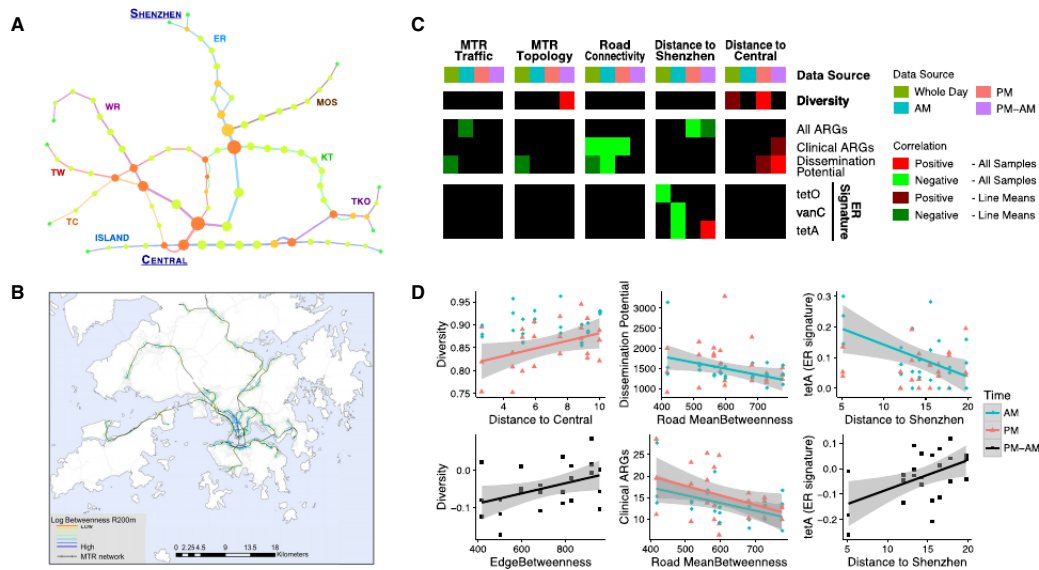 A
SHENZHEN
ER
MOS
WR
KT
TW
TKO
TC
ISLAND
CENTRAL
B
Log Betweenness R200m
Low
High
MTR network
0 2.25 4.5 9 13.5 18
Kilometers
C
MTR Traffic
MTR Topology
Road Connectivity
Distance to Shenzhen
Distance to Central
Data Source
Diversity
All ARGs
Clinical ARGs
Dissemination
Potential
tetO
vanC
tetA
ER Signature
Data Source
Whole Day
PM
AM
PM-AM
Correlation
Positive - All Samples
Negative - All Samples
Positive - Line Means
Negative - Line Means
D
Diversity
0.95
0.90
0.85
0.80
0.75
4 6 8 10
Distance to Central
Dissemination Potential
3000
2500
2000
1500
1000
400 500 600 700
Road MeanBetweenness
tetA (ER signature)
0.3
0.2
0.1
0.0
5 10 15 20
Distance to Shenzhen
Diversity
0.0
-0.1
400 600 800
EdgeBetweenness
Clinical ARGs
25
20
15
10
400 500 600 700
Road MeanBetweenness
tetA (ER signature)
0.1
0.0
-0.1
-0.2
5 10 15 20
Distance to Shenzhen
Time
AM
PM
PM-AM